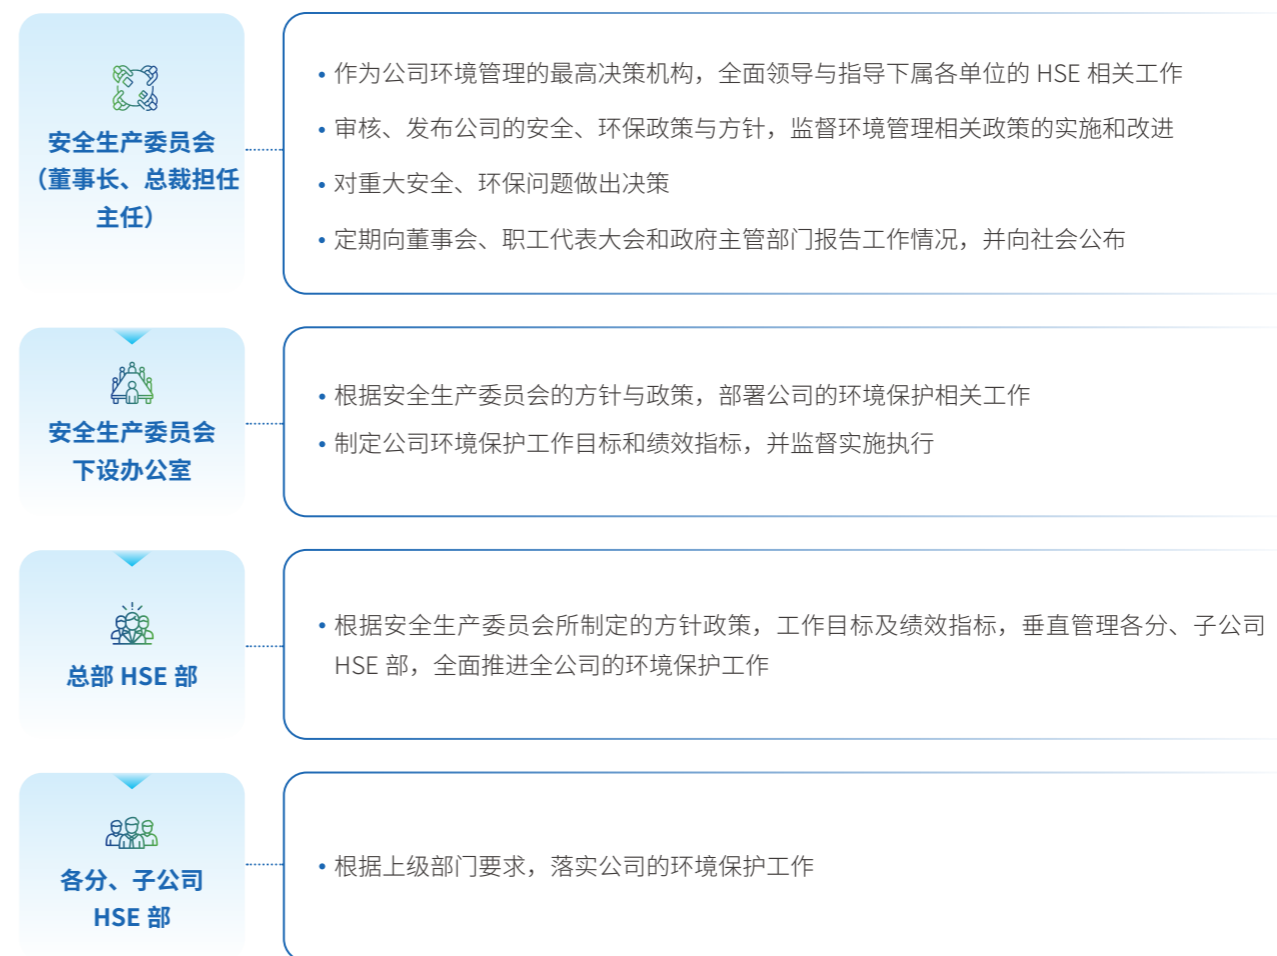 安全生产委员会
（董事长、总裁担任
主任）
• 作为公司环境管理的最高决策机构，全面领导与指导下属各单位的 HSE 相关工作
• 审核、发布公司的安全、环保政策与方针，监督环境管理相关政策的实施和改进
• 对重大安全、环保问题做出决策
• 定期向董事会、职工代表大会和政府主管部门报告工作情况，并向社会公布
安全生产委员会
下设办公室
• 根据安全生产委员会的方针与政策，部署公司的环境保护相关工作
• 制定公司环境保护工作目标和绩效指标，并监督实施执行
总部 HSE 部
• 根据安全生产委员会所制定的方针政策，工作目标及绩效指标，垂直管理各分、子公司
HSE 部，全面推进全公司的环境保护工作
各分、子公司
HSE 部
• 根据上级部门要求，落实公司的环境保护工作